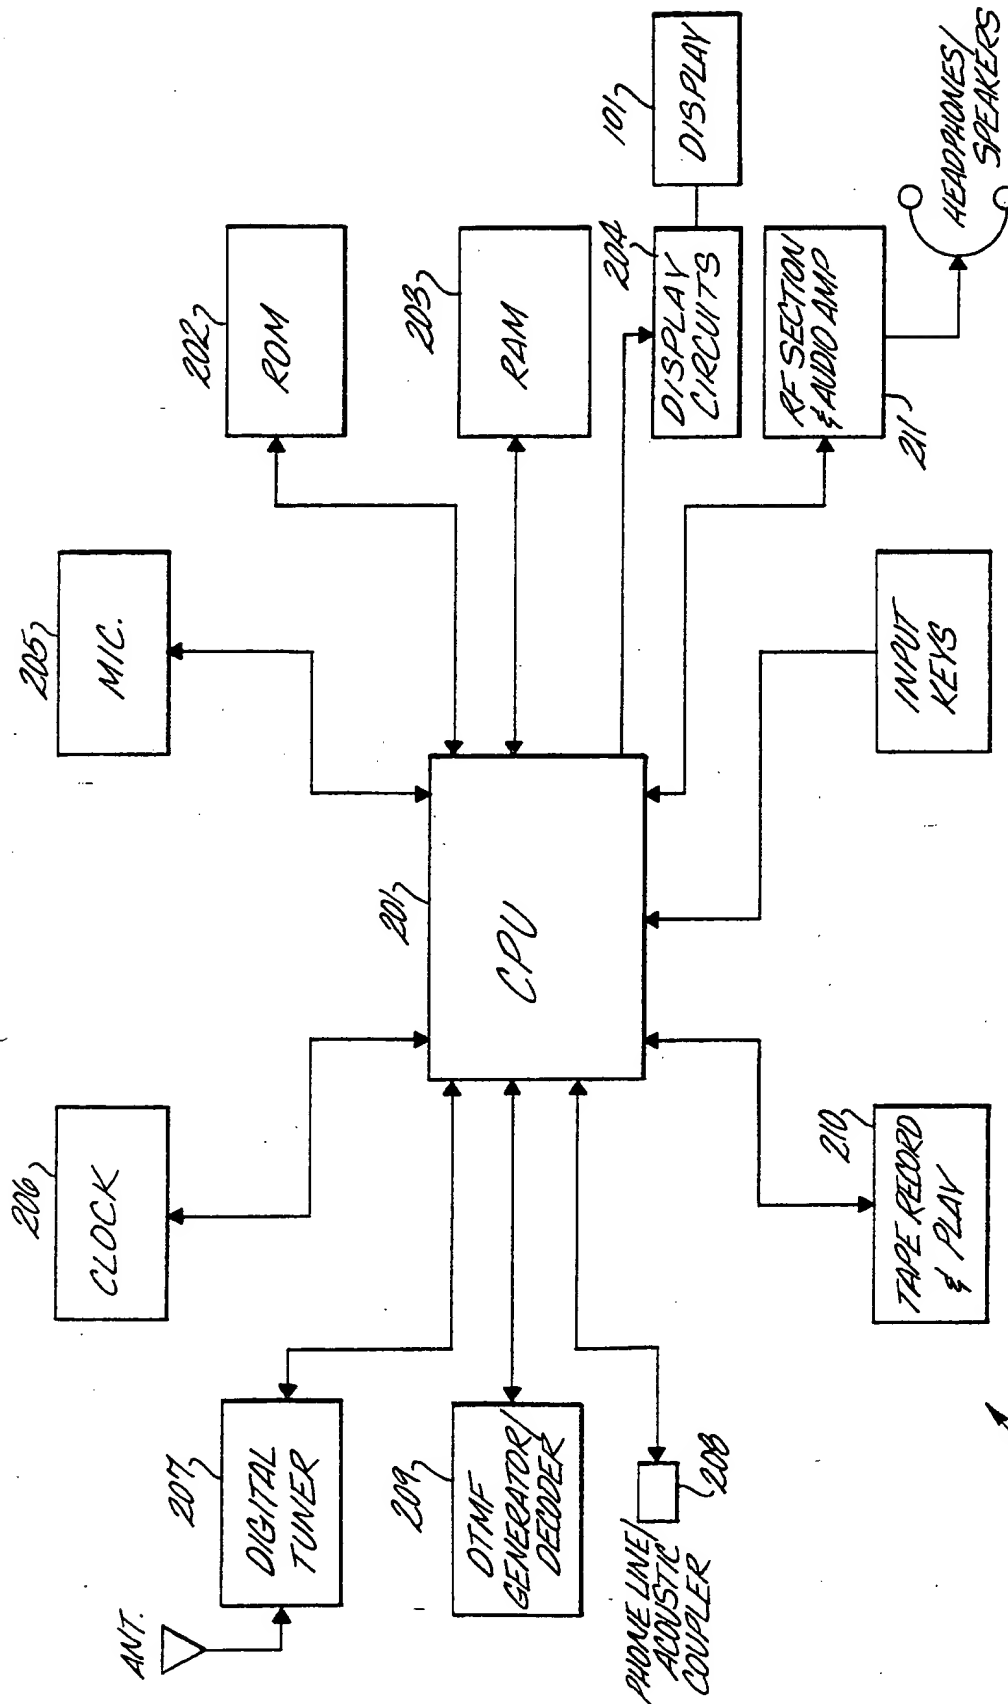 ANT.
207
DIGITAL
TUNER
209
DTMF
GENERATOR/
DECODER
PHONE LINE/
ACOUSTIC
COUPLER
208
206
CLOCK
201
CPU
210
TAPE RECORD
& PLAY
205
MIC.
INPUT
KEYS
202
ROM
203
RAM
204
DISPLAY
CIRCUITS
101
DISPLAY
RF SECTION
& AUDIO AMP
211
HEADPHONES/
SPEAKERS